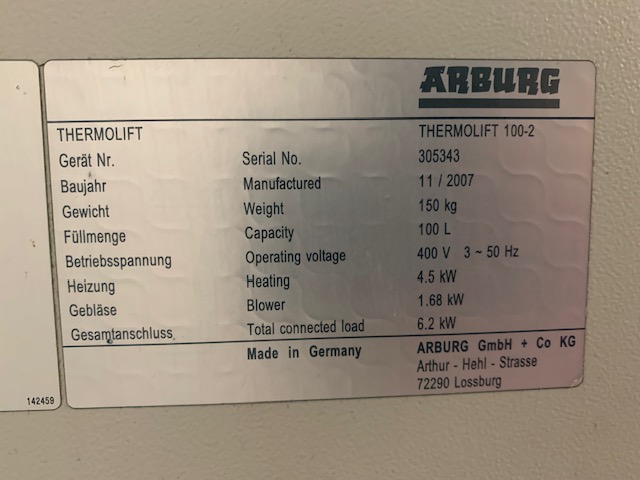 ARBURG
THERMOLIFT THERMOLIFT 100-2
Gerät Nr. Serial No. 305343
Baujahr Manufactured 11 / 2007
Gewicht Weight 150 kg
Füllmenge Capacity 100 L
Betriebsspannung Operating voltage 400 V 3 ~ 50 Hz
Heizung Heating 4.5 kW
Gebläse Blower 1.68 kW
Gesamtanschluss Total connected load 6.2 kW
Made in Germany ARBURG GmbH + Co KG
Arthur - Hehl - Strasse
72290 Lossburg
142459